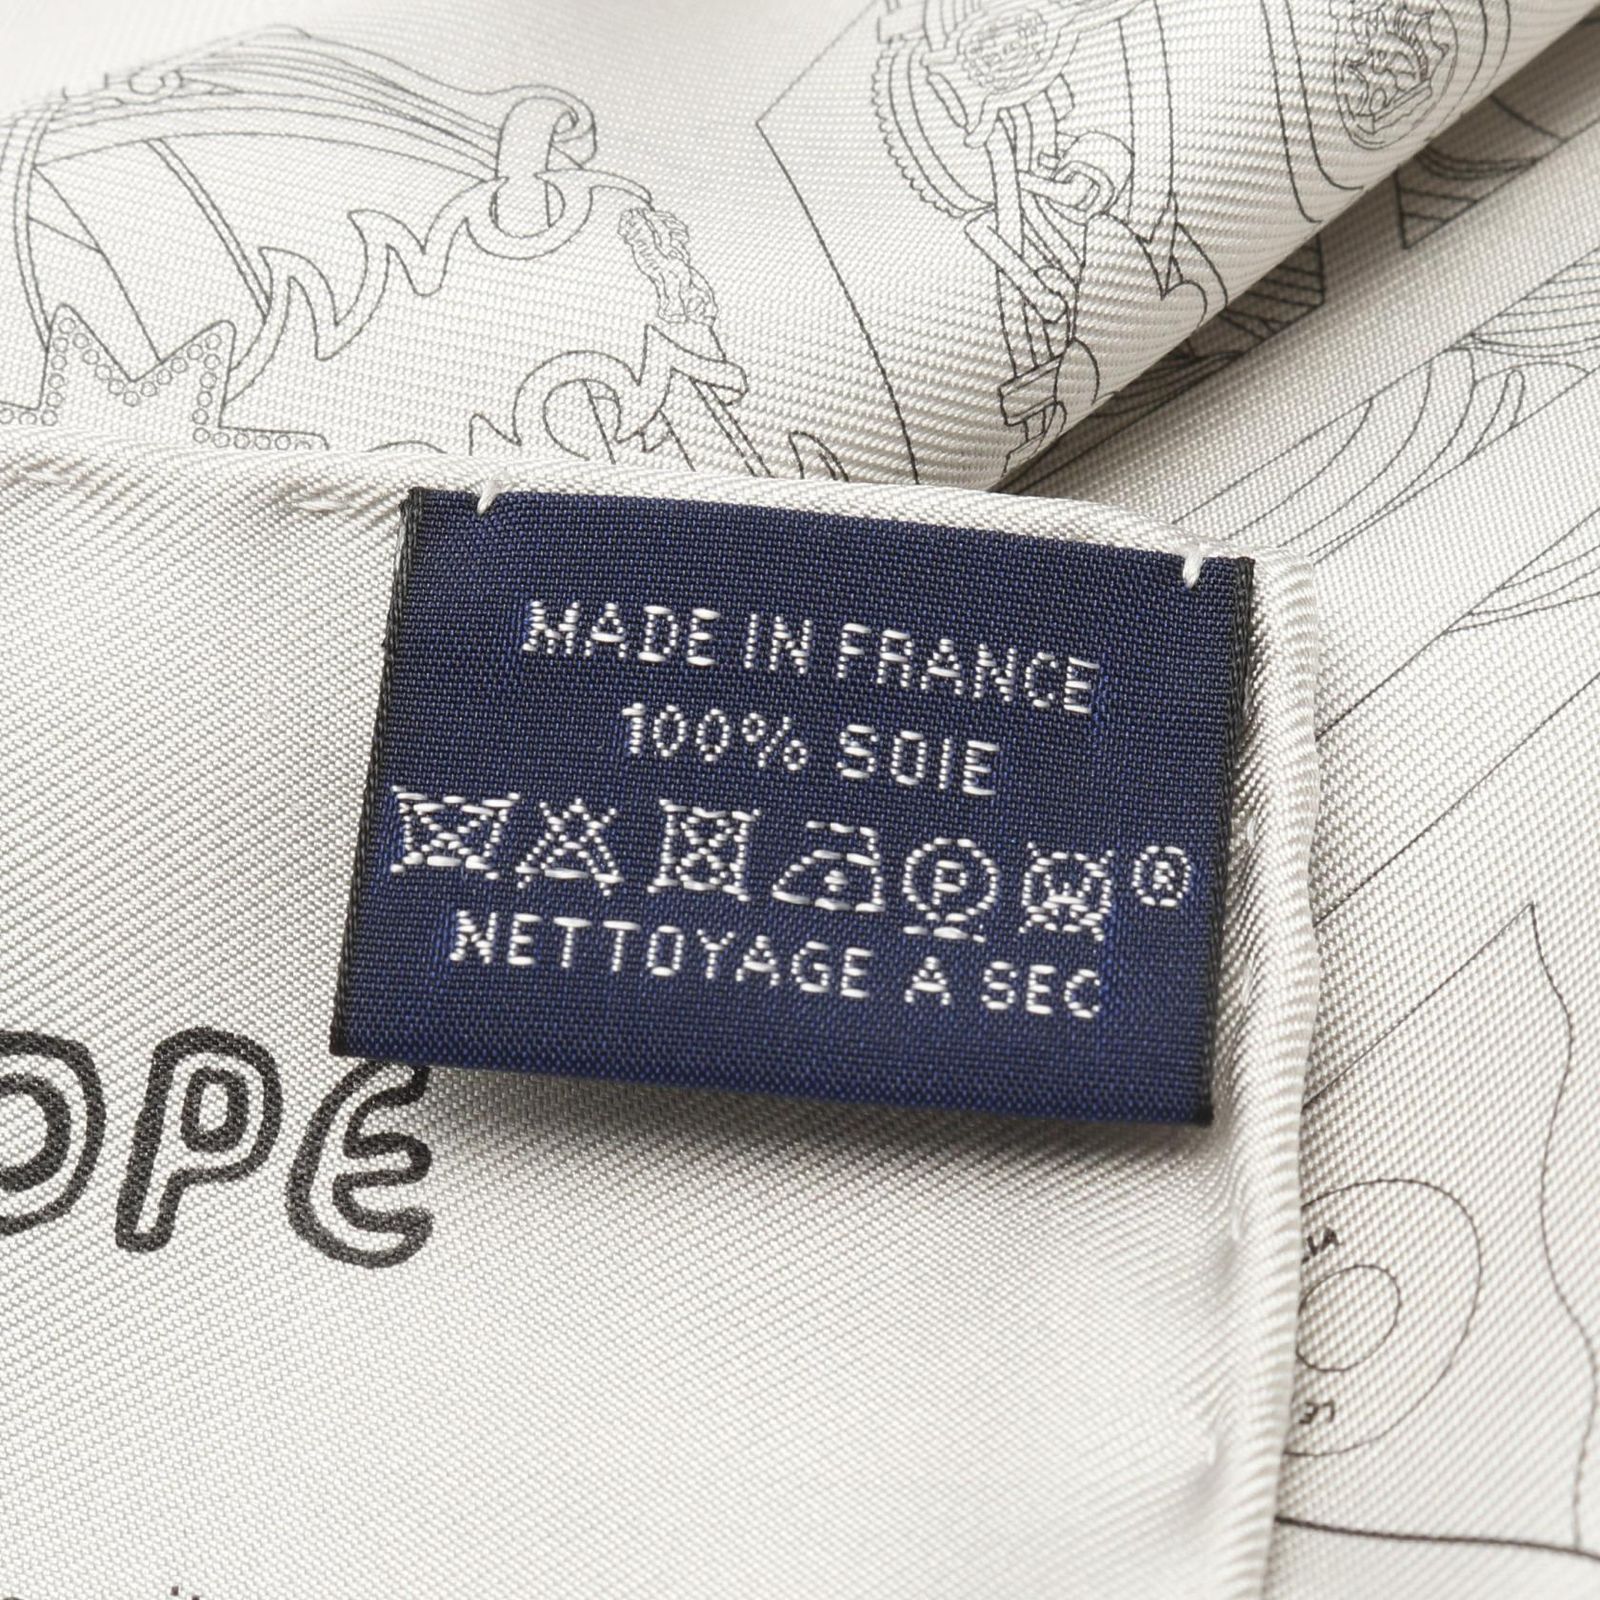 MADE IN FRANCE
100% SOIE
P W ®
NETTOYAGE A SEC
OPE